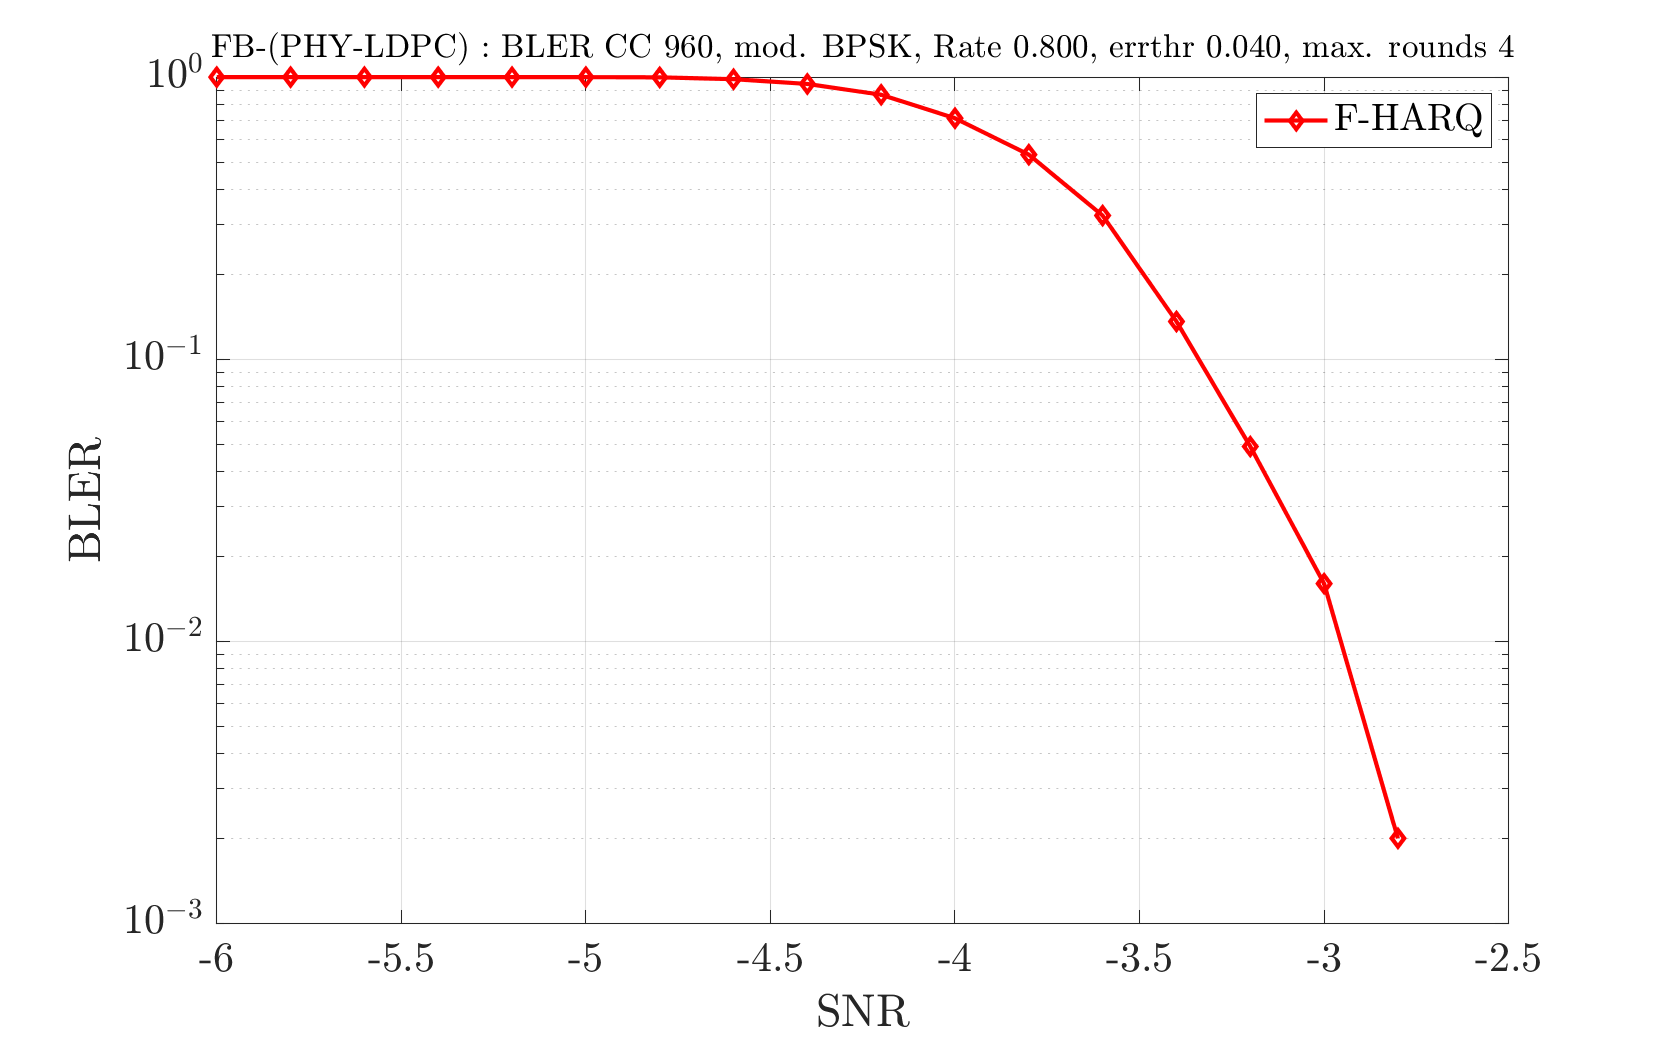 FB-(PHY-LDPC) : BLER CC 960, mod. BPSK, Rate 0.800, errthr 0.040, max. rounds 4
10^0
F-HARQ
10^{-1}
BLER
10^{-2}
10^{-3}
-6 -5.5 -5 -4.5 -4 -3.5 -3 -2.5
SNR